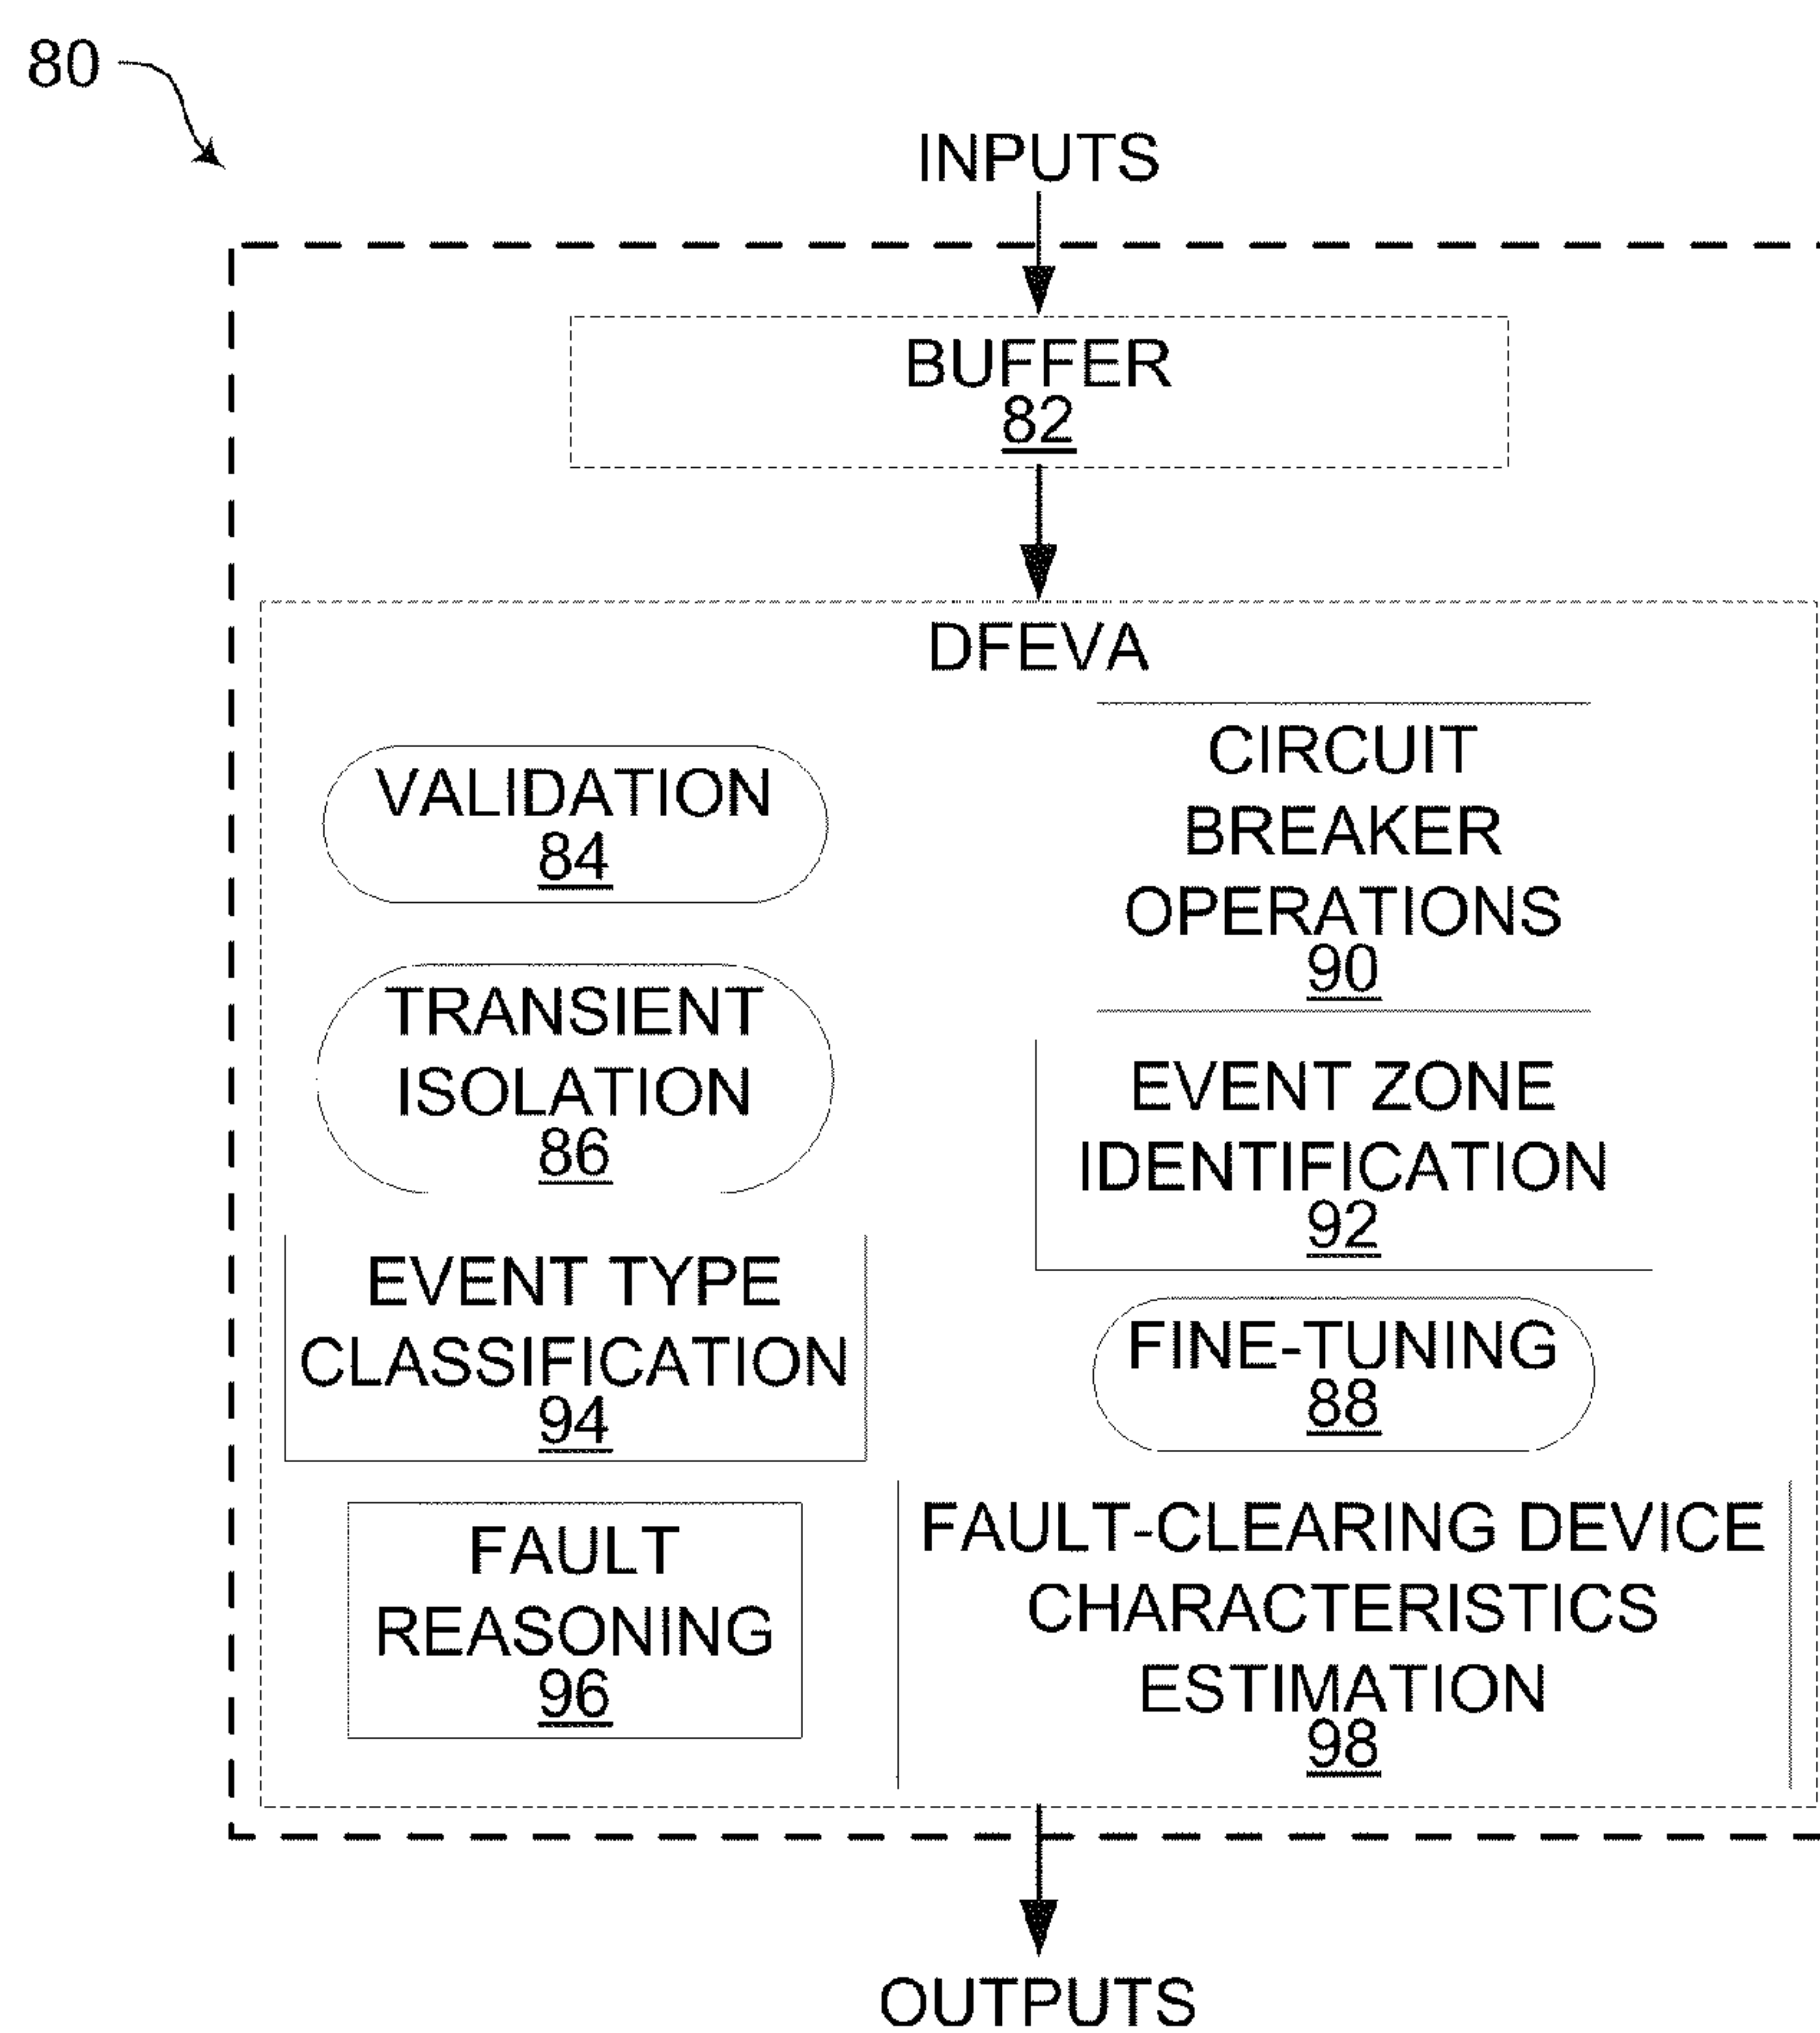 80
INPUTS
BUFFER
82
DFEVA
VALIDATION
84
TRANSIENT
ISOLATION
86
EVENT TYPE
CLASSIFICATION
94
FAULT
REASONING
96
CIRCUIT
BREAKER
OPERATIONS
90
EVENT ZONE
IDENTIFICATION
92
FINE-TUNING
88
FAULT-CLEARING DEVICE
CHARACTERISTICS
ESTIMATION
98
OUTPUTS